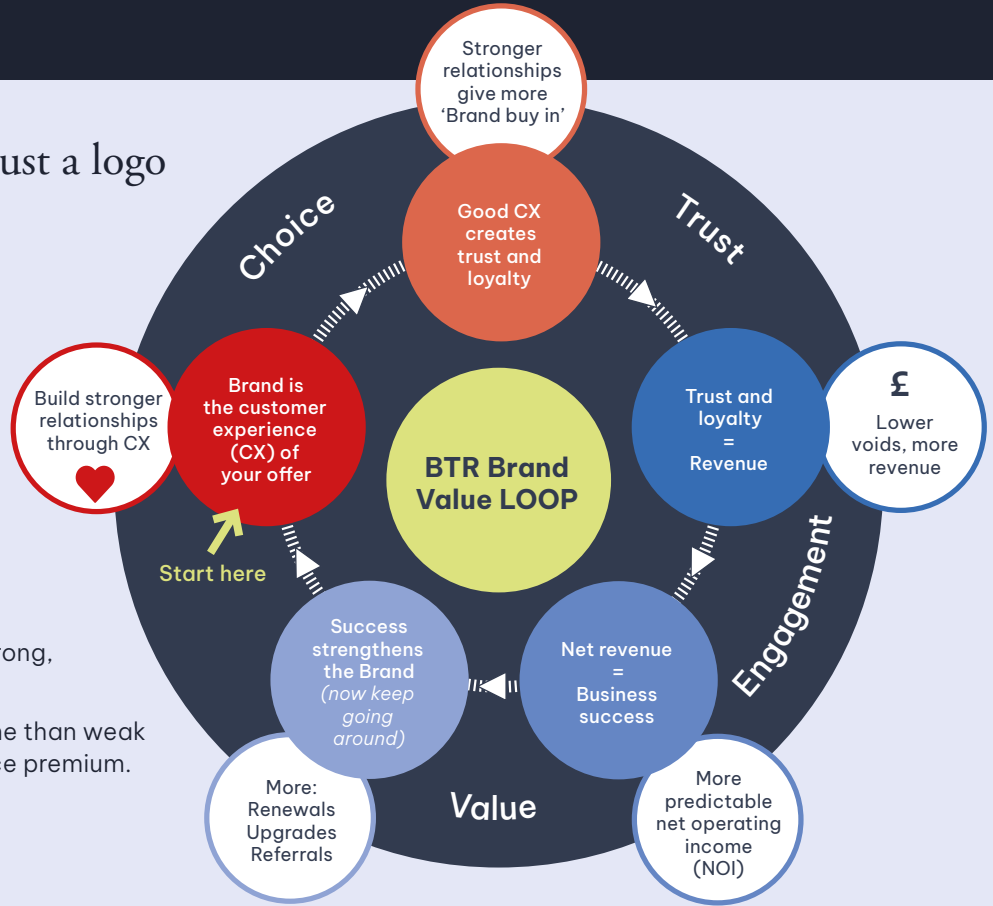 Stronger
relationships
give more
‘Brand buy in’
ust a logo
Choice
Trust
Good CX
creates
trust and
loyalty
Build stronger
relationships
through CX
Brand is
the customer
experience
(CX) of
your offer
Start here
BTR Brand
Value LOOP
Trust and
loyalty
=
Revenue
£
Lower
voids, more
revenue
Engagement
Net revenue
=
Business
success
More
predictable
net operating
income
(NOI)
Value
Success
strengthens
the Brand
(now keep
going
around)
More:
Renewals
Upgrades
Referrals
rong,
e than weak
ce premium.